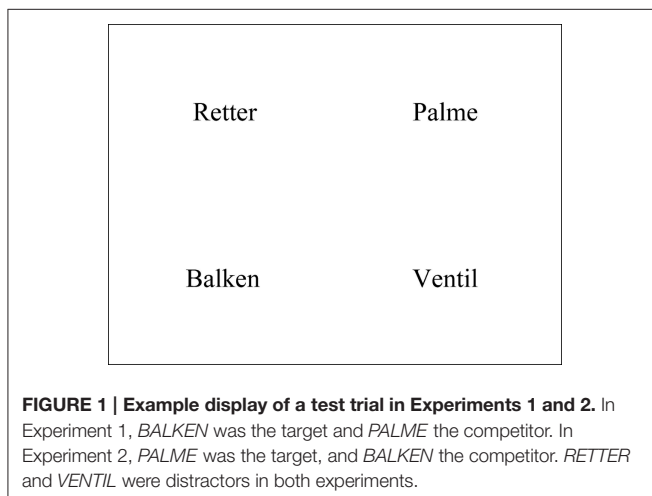 Retter Palme
Balken Ventil
FIGURE 1 | Example display of a test trial in Experiments 1 and 2. In
Experiment 1, BALKEN was the target and PALME the competitor. In
Experiment 2, PALME was the target, and BALKEN the competitor. RETTER
and VENTIL were distractors in both experiments.